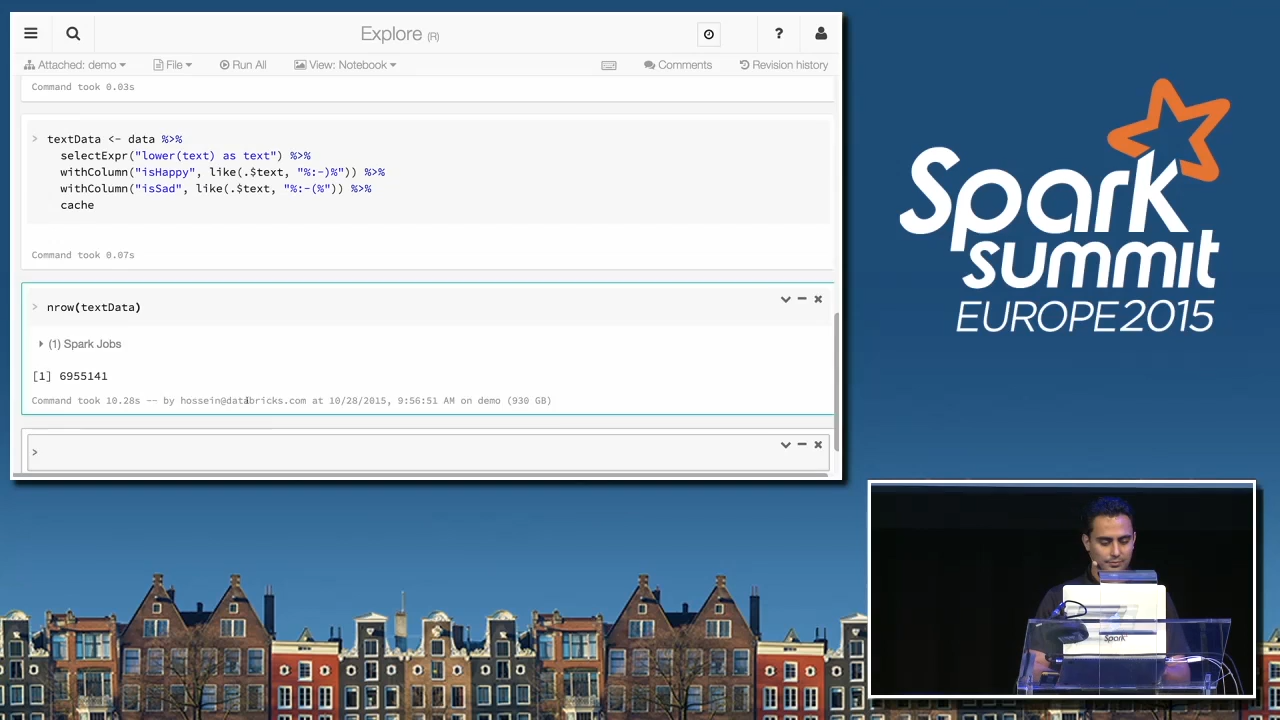 Explore (R)
?
Attached: demo
File
Run All
View: Notebook
Comments
Revision history
Command took 0.03s
> textData <- data %>%
selectExpr("lower(text) as text") %>%
withColumn("isHappy", like(.$text, "%:-)%")) %>%
withColumn("isSad", like(.$text, "%:-(%")) %>%
cache
Command took 0.07s
> nrow(textData)
(1) Spark Jobs
[1] 6955141
Command took 10.28s -- by hossein@databricks.com at 10/28/2015, 9:56:51 AM on demo (930 GB)
>
Spark
summit
EUROPE 2015
Spark